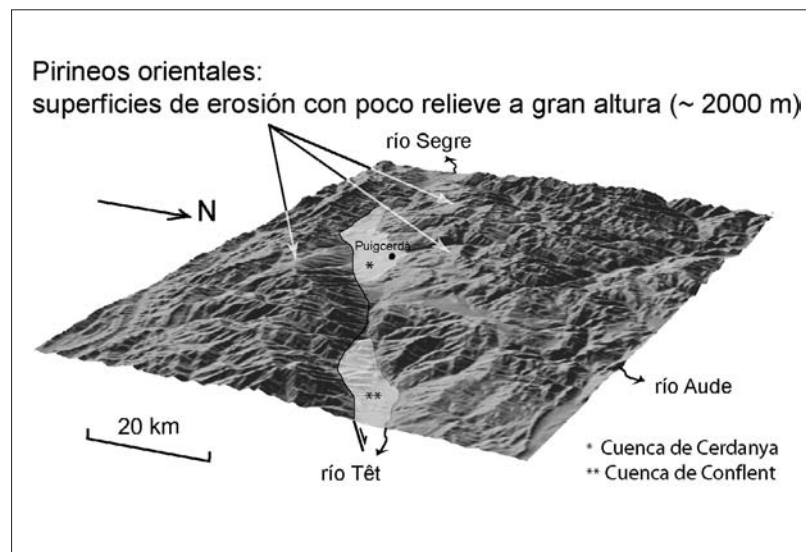 Pirineos orientales:
superficies de erosión con poco relieve a gran altura (~ 2000 m)
río Segre
N
Puigcerdà
*
río Aude
**
20 km
río Têt
* Cuenca de Cerdanya
** Cuenca de Conflent